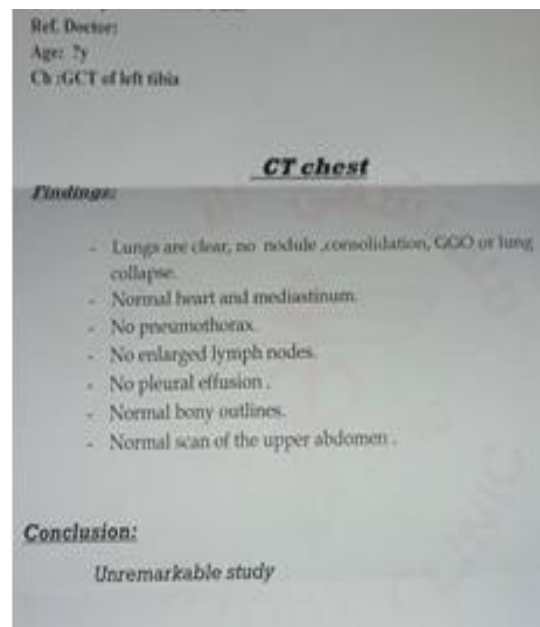 Ref. Doctor:
Age: ?y
Ch :GCT of left tibia
CT chest
Findings:
- Lungs are clear, no nodule ,consolidation, GGO or lung
collapse.
- Normal heart and mediastinum.
- No pneumothorax.
- No enlarged lymph nodes.
- No pleural effusion .
- Normal bony outlines.
- Normal scan of the upper abdomen .
Conclusion:
Unremarkable study